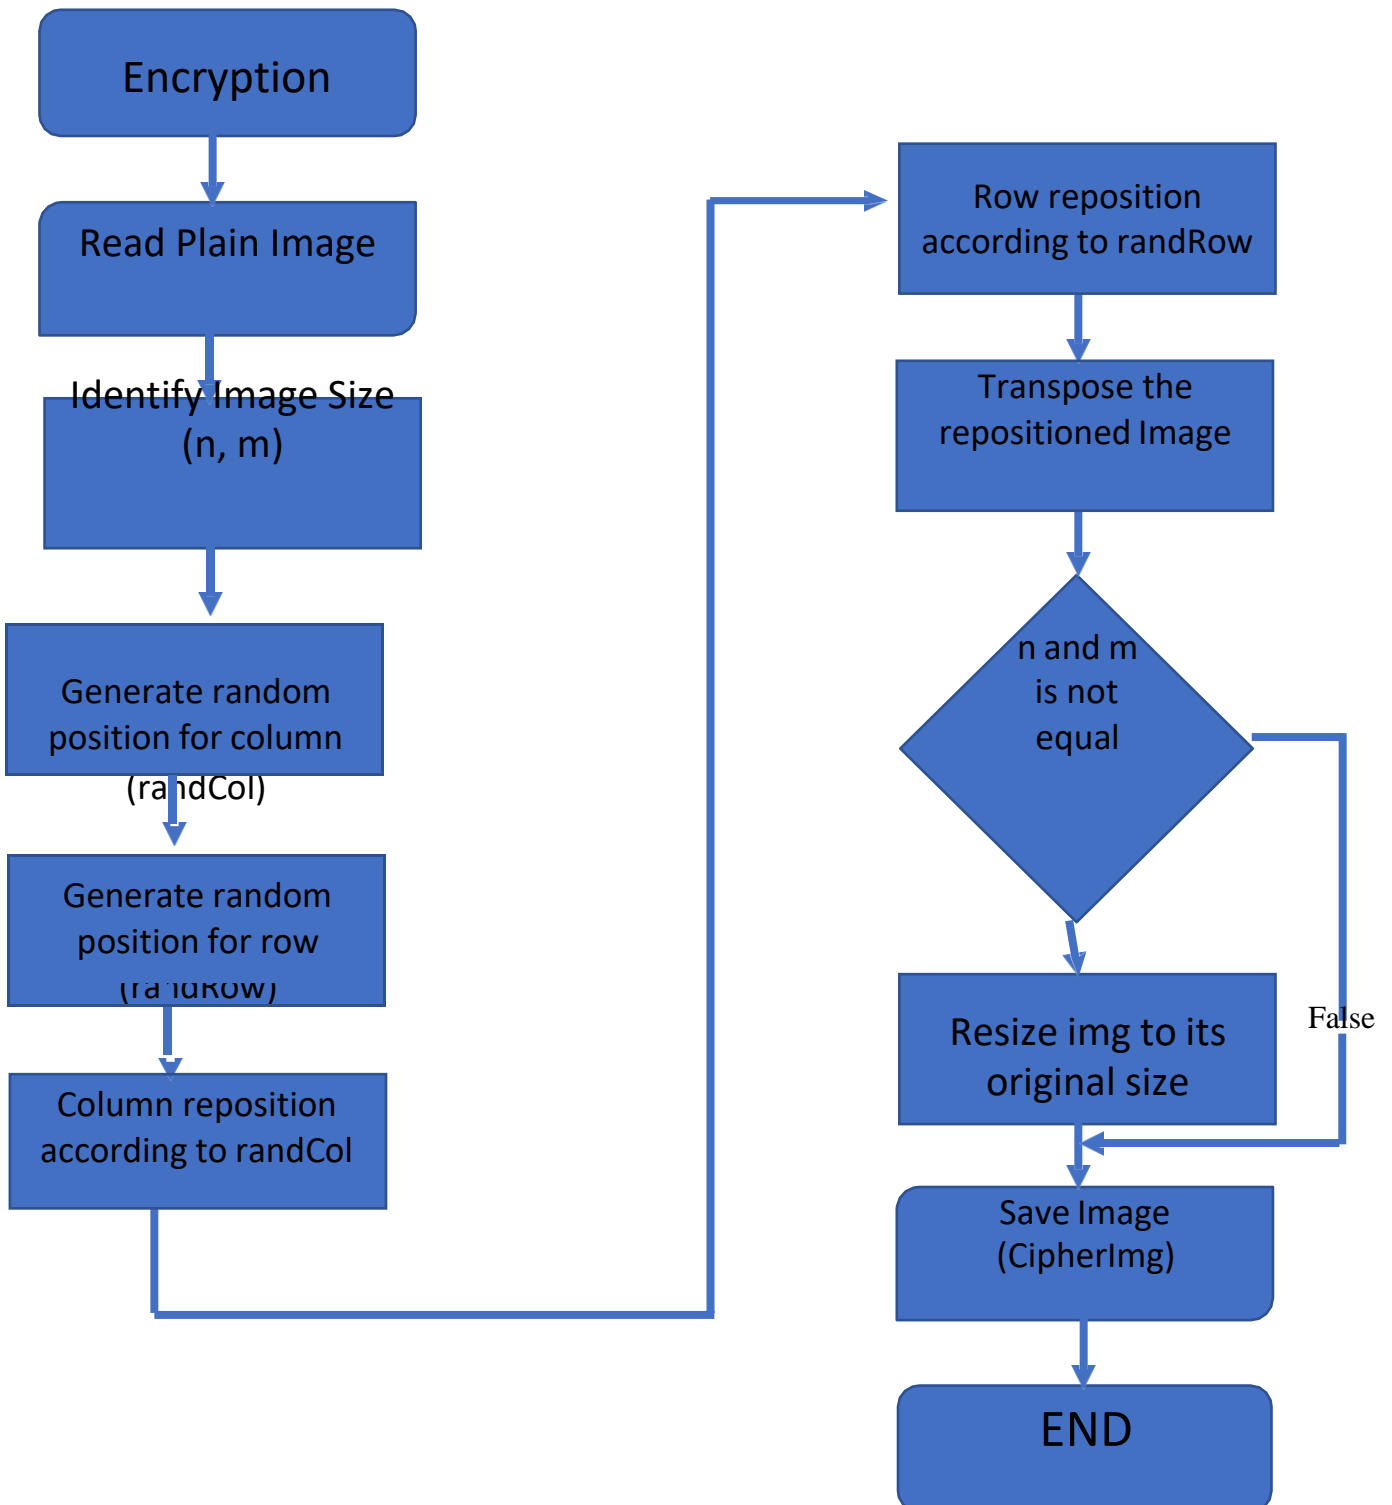 Encryption
Read Plain Image
Identify Image Size
(n, m)
Generate random
position for column
(randCol)
Generate random
position for row
(randRow)
Column reposition
according to randCol
Row reposition
according to randRow
Transpose the
repositioned Image
n and m
is not
equal
False
Resize img to its
original size
Save Image
(CipherImg)
END